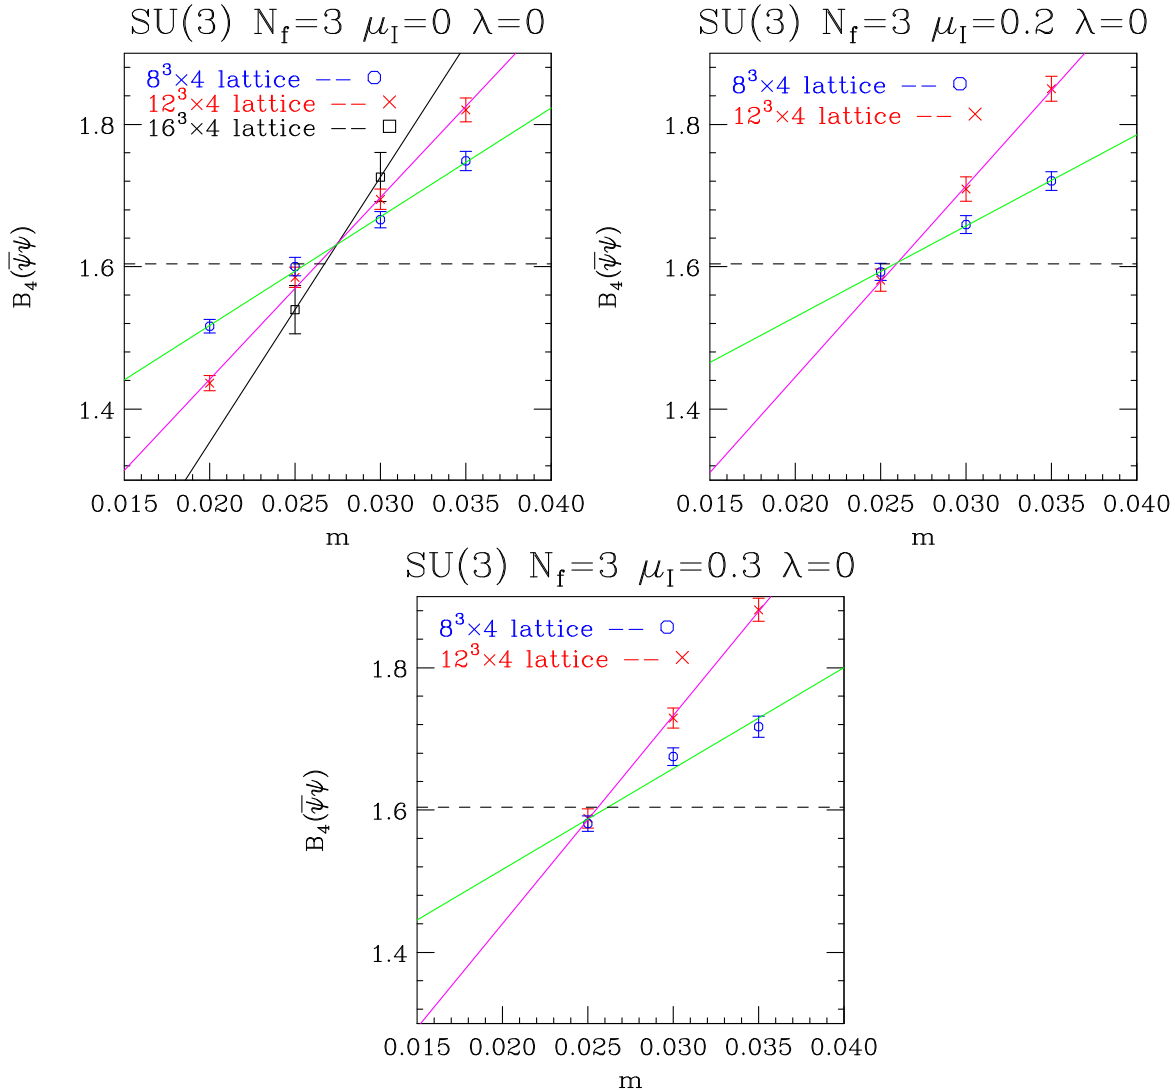 SU(3) N_f=3 μ_I=0 λ=0
8³×4 lattice
12³×4 lattice
16³×4 lattice
B₄(ψ̄ψ)
1.8
1.6
1.4
0.015 0.020 0.025 0.030 0.035 0.040
m
SU(3) N_f=3 μ_I=0.2 λ=0
8³×4 lattice
12³×4 lattice
B₄(ψ̄ψ)
1.8
1.6
1.4
0.015 0.020 0.025 0.030 0.035 0.040
m
SU(3) N_f=3 μ_I=0.3 λ=0
8³×4 lattice
12³×4 lattice
B₄(ψ̄ψ)
1.8
1.6
1.4
0.015 0.020 0.025 0.030 0.035 0.040
m